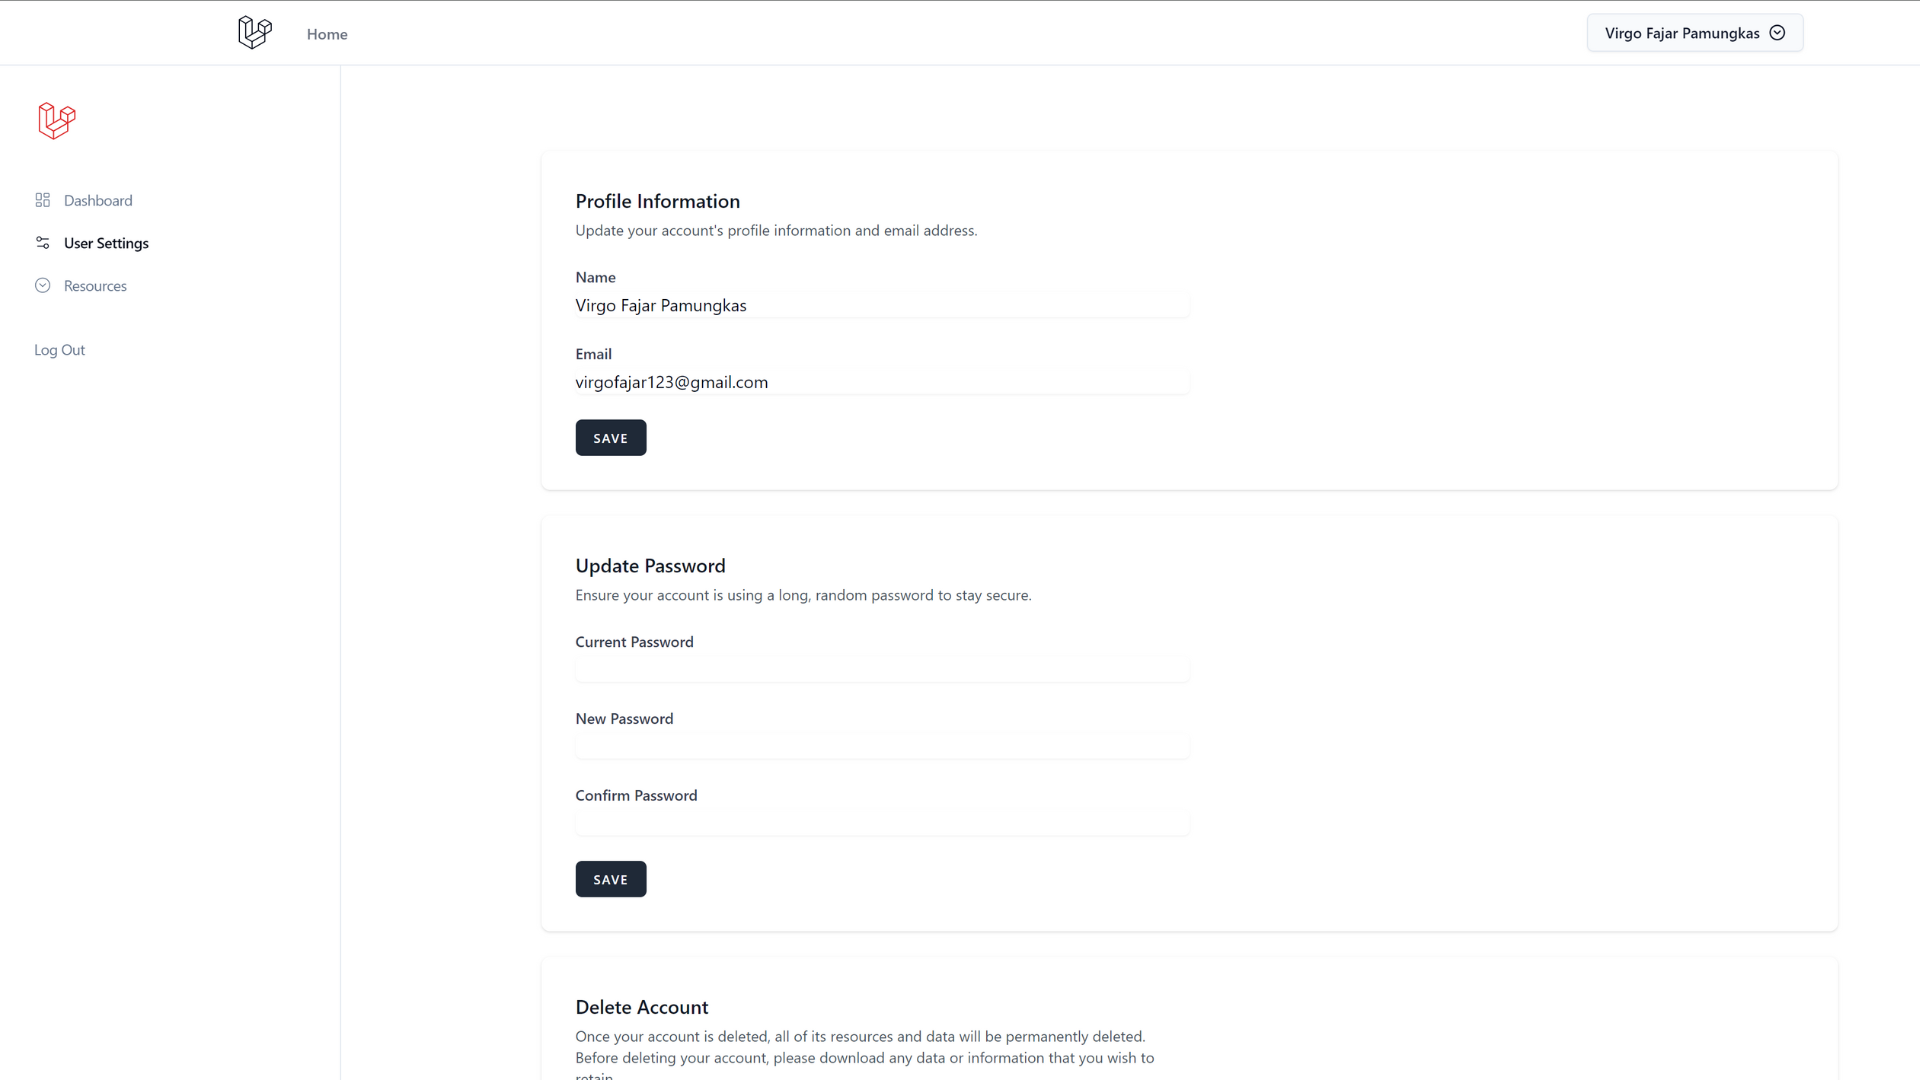 Home
Virgo Fajar Pamungkas
Dashboard
User Settings
Resources
Log Out
Profile Information
Update your account's profile information and email address.
Name
Virgo Fajar Pamungkas
Email
virgofajar123@gmail.com
SAVE
Update Password
Ensure your account is using a long, random password to stay secure.
Current Password
New Password
Confirm Password
SAVE
Delete Account
Once your account is deleted, all of its resources and data will be permanently deleted.
Before deleting your account, please download any data or information that you wish to
retain.